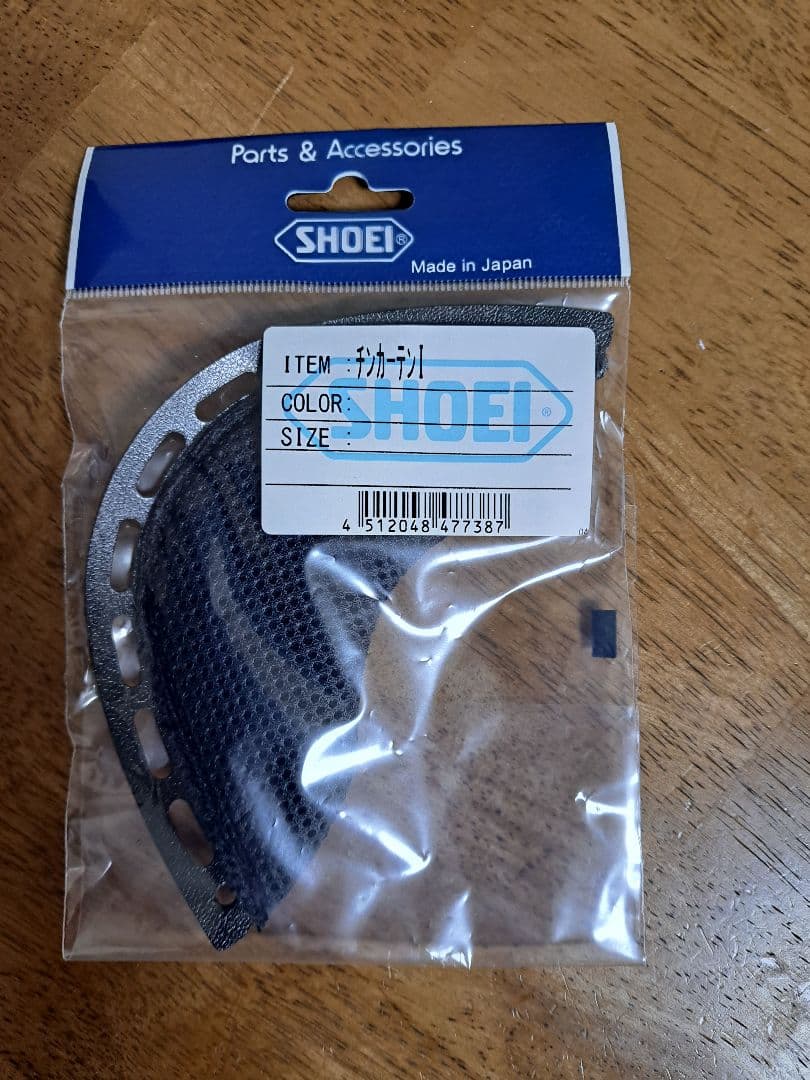 Parts & Accessories
SHOEI®
Made in Japan
ITEM :チンカーテンI
SHOEI®
COLOR:
SIZE :
4 512048 477387
04